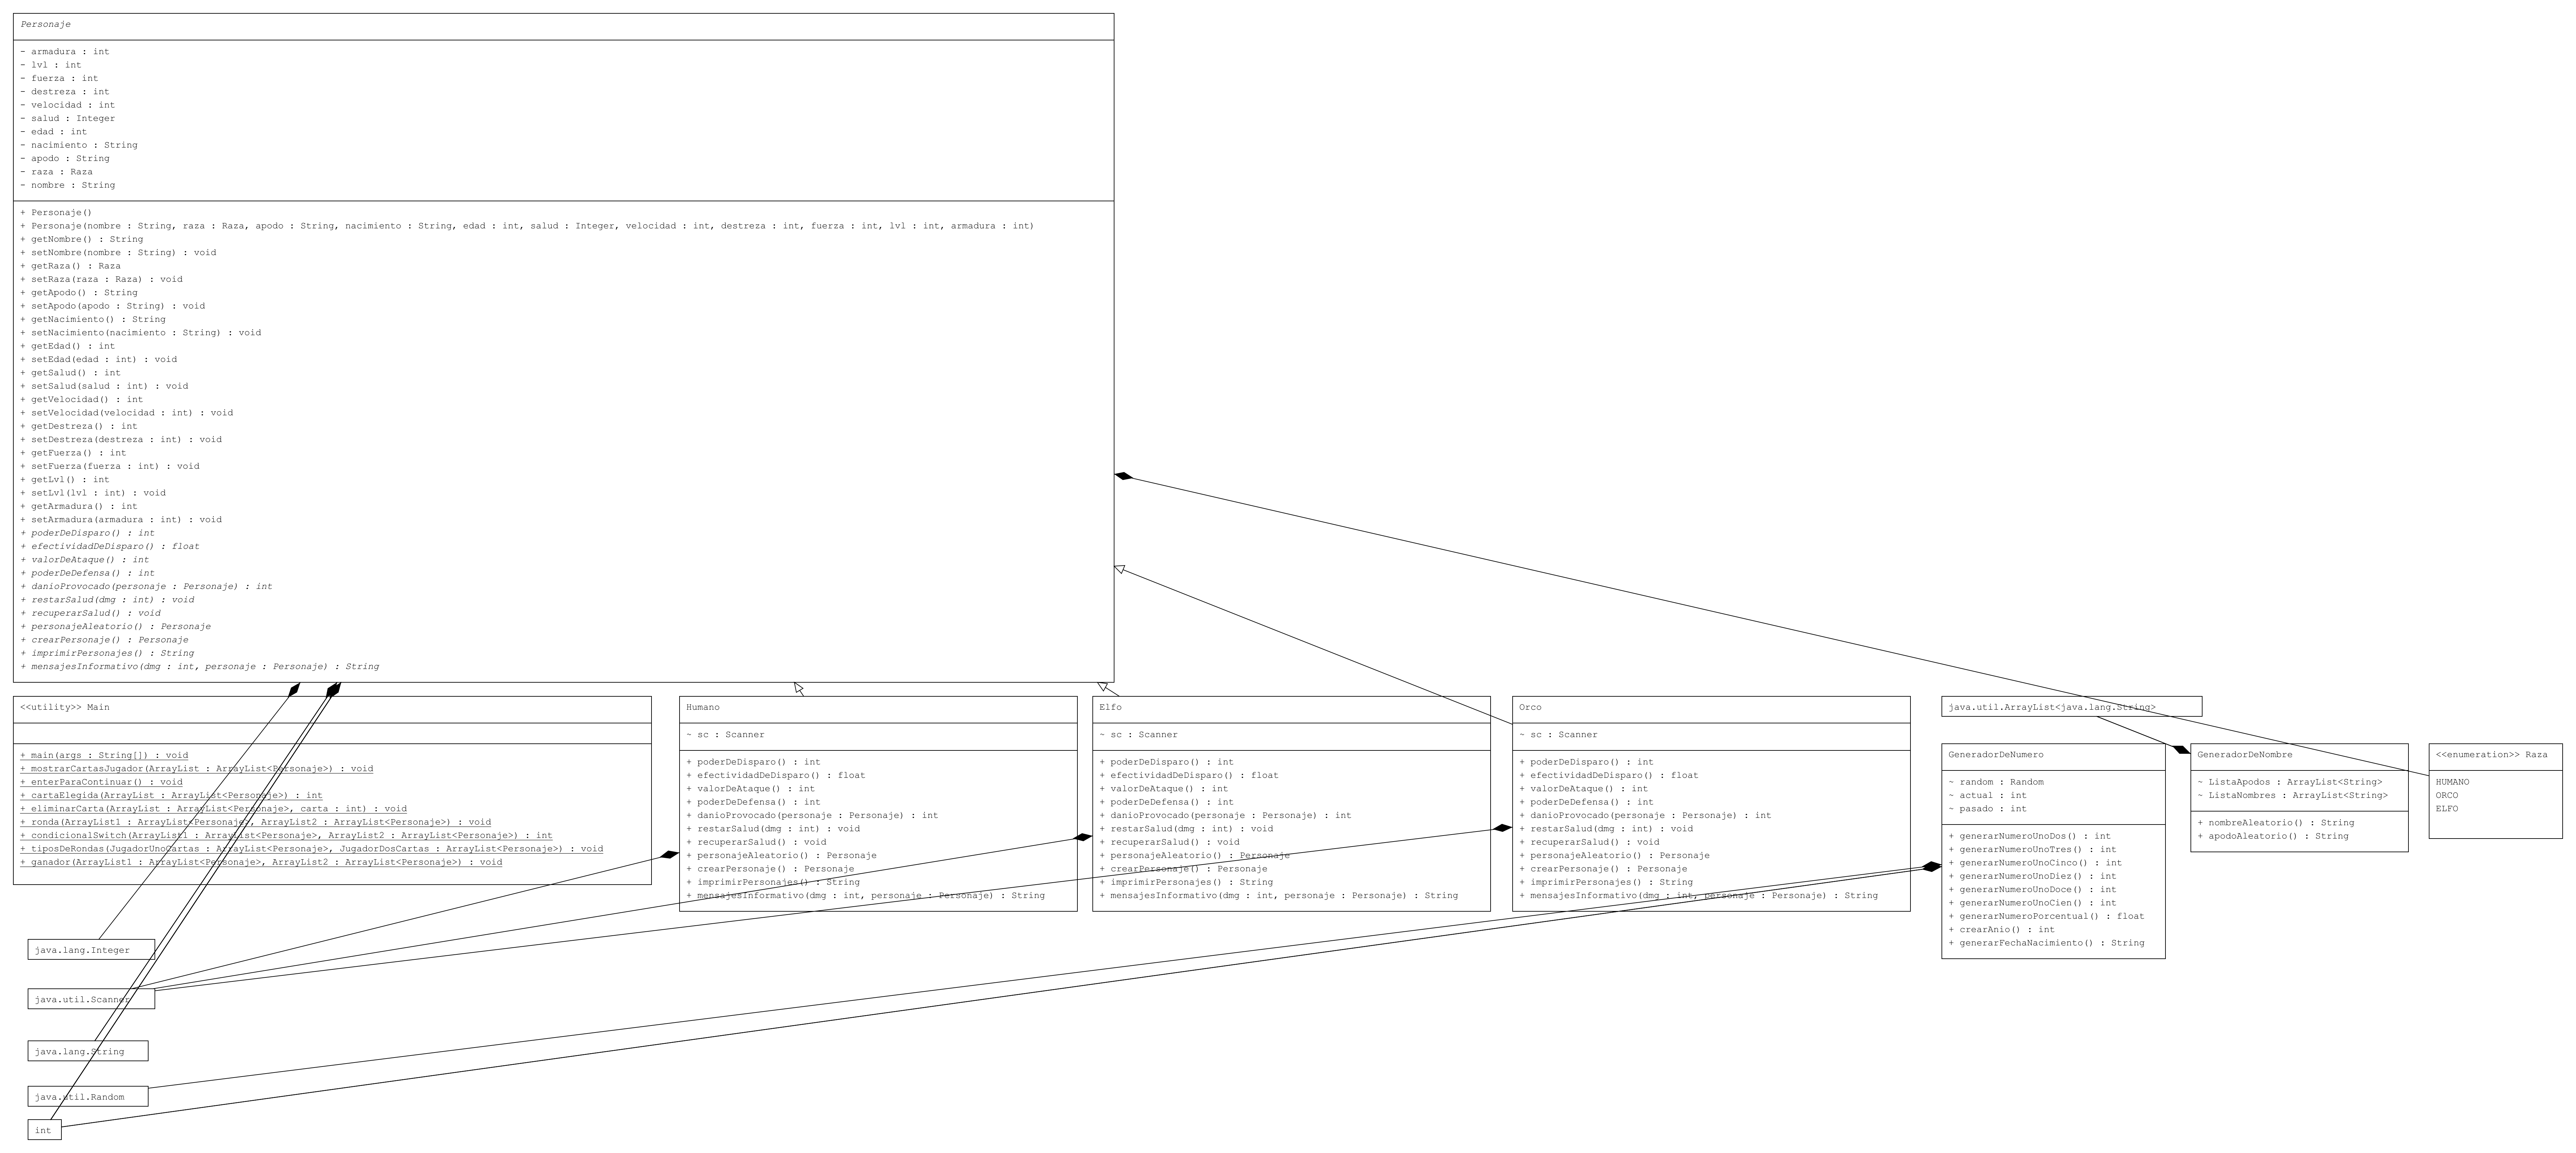 Personaje
- armadura : int
- lvl : int
- fuerza : int
- destreza : int
- velocidad : int
- salud : Integer
- edad : int
- nacimiento : String
- apodo : String
- raza : Raza
- nombre : String
+ Personaje()
+ Personaje(nombre : String, raza : Raza, apodo : String, nacimiento : String, edad : int, salud : Integer, velocidad : int, destreza : int, fuerza : int, lvl : int, armadura : int)
+ getNombre() : String
+ setNombre(nombre : String) : void
+ getRaza() : Raza
+ setRaza(raza : Raza) : void
+ getApodo() : String
+ setApodo(apodo : String) : void
+ getNacimiento() : String
+ setNacimiento(nacimiento : String) : void
+ getEdad() : int
+ setEdad(edad : int) : void
+ getSalud() : int
+ setSalud(salud : int) : void
+ getVelocidad() : int
+ setVelocidad(velocidad : int) : void
+ getDestreza() : int
+ setDestreza(destreza : int) : void
+ getFuerza() : int
+ setFuerza(fuerza : int) : void
+ getLvl() : int
+ setLvl(lvl : int) : void
+ getArmadura() : int
+ setArmadura(armadura : int) : void
+ poderDeDisparo() : int
+ efectividadDeDisparo() : float
+ valorDeAtaque() : int
+ poderDeDefensa() : int
+ danioProvocado(personaje : Personaje) : int
+ restarSalud(dmg : int) : void
+ recuperarSalud() : void
+ personajeAleatorio() : Personaje
+ crearPersonaje() : Personaje
+ imprimirPersonajes() : String
+ mensajesInformativo(dmg : int, personaje : Personaje) : String
<<utility>> Main
+ main(args : String[]) : void
+ mostrarCartasJugador(ArrayList : ArrayList<Personaje>) : void
+ enterParaContinuar() : void
+ cartaElegida(ArrayList : ArrayList<Personaje>) : int
+ eliminarCarta(ArrayList : ArrayList<Personaje>, carta : int) : void
+ ronda(ArrayList1 : ArrayList<Personaje>, ArrayList2 : ArrayList<Personaje>) : void
+ condicionalSwitch(ArrayList1 : ArrayList<Personaje>, ArrayList2 : ArrayList<Personaje>) : int
+ tiposDeRondas(JugadorUnoCartas : ArrayList<Personaje>, JugadorDosCartas : ArrayList<Personaje>) : void
+ ganador(ArrayList1 : ArrayList<Personaje>, ArrayList2 : ArrayList<Personaje>) : void
Humano
~ sc : Scanner
+ poderDeDisparo() : int
+ efectividadDeDisparo() : float
+ valorDeAtaque() : int
+ poderDeDefensa() : int
+ danioProvocado(personaje : Personaje) : int
+ restarSalud(dmg : int) : void
+ recuperarSalud() : void
+ personajeAleatorio() : Personaje
+ crearPersonaje() : Personaje
+ imprimirPersonajes() : String
+ mensajesInformativo(dmg : int, personaje : Personaje) : String
Elfo
~ sc : Scanner
+ poderDeDisparo() : int
+ efectividadDeDisparo() : float
+ valorDeAtaque() : int
+ poderDeDefensa() : int
+ danioProvocado(personaje : Personaje) : int
+ restarSalud(dmg : int) : void
+ recuperarSalud() : void
+ personajeAleatorio() : Personaje
+ crearPersonaje() : Personaje
+ imprimirPersonajes() : String
+ mensajesInformativo(dmg : int, personaje : Personaje) : String
Orco
~ sc : Scanner
+ poderDeDisparo() : int
+ efectividadDeDisparo() : float
+ valorDeAtaque() : int
+ poderDeDefensa() : int
+ danioProvocado(personaje : Personaje) : int
+ restarSalud(dmg : int) : void
+ recuperarSalud() : void
+ personajeAleatorio() : Personaje
+ crearPersonaje() : Personaje
+ imprimirPersonajes() : String
+ mensajesInformativo(dmg : int, personaje : Personaje) : String
java.util.ArrayList<java.lang.String>
GeneradorDeNumero
~ random : Random
~ actual : int
~ pasado : int
+ generarNumeroUnoDos() : int
+ generarNumeroUnoTres() : int
+ generarNumeroUnoCinco() : int
+ generarNumeroUnoDiez() : int
+ generarNumeroUnoDoce() : int
+ generarNumeroUnoCien() : int
+ generarNumeroPorcentual() : float
+ crearAnio() : int
+ generarFechaNacimiento() : String
GeneradorDeNombre
~ ListaApodos : ArrayList<String>
~ ListaNombres : ArrayList<String>
+ nombreAleatorio() : String
+ apodoAleatorio() : String
<<enumeration>> Raza
HUMANO
ORCO
ELFO
java.lang.Integer
java.util.Scanner
java.lang.String
java.util.Random
int